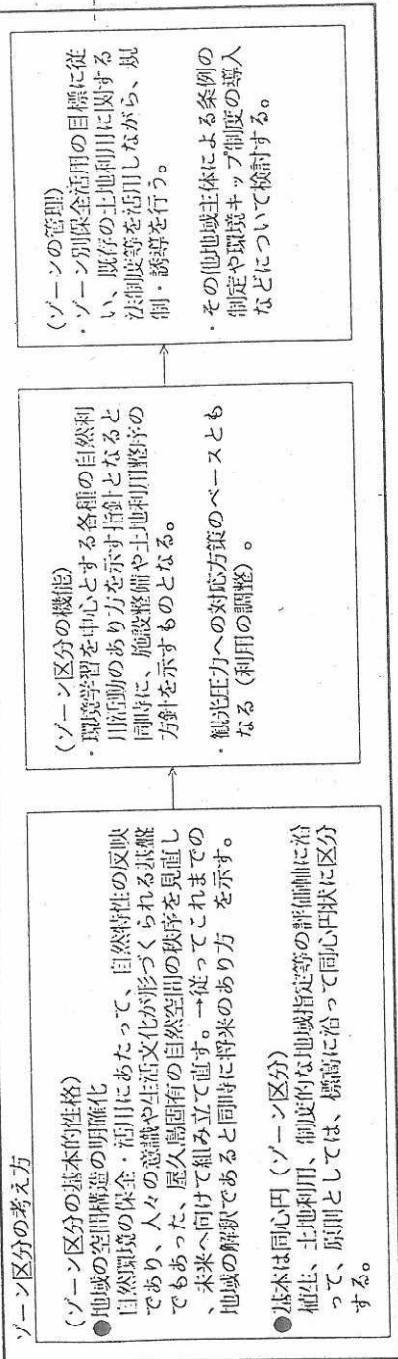 ゾーン区分の考え方
(ゾーン区分の基本的性格)
●地域の空間構造の明確化
自然環境の保全・活用にあたって、自然特性の反映
であり、人々の意識や生活文化が形づくられる基盤
でもあった、屋久島固有の自然空間の秩序を見直し
、未来へ向けて組み立て直す。→従ってこれまでの
地域の解釈であると同時に将来のあり方 を示す。
●基本は同心円(ゾーン区分)
植生、土地利用、制度的な地域指定等の評価軸に沿
って、原則としては、標高に沿って同心円状に区分
する。
(ゾーン区分の機能)
・環境学習を中心とする各種の自然利
用活動のあり方を示す指針となると
同時に、施設整備や土地利用整序の
方針を示すものとなる。
・観光圧力への対応方策のベースとも
なる(利用の調整)。
(ゾーンの管理)
・ゾーン別保全活用の目標に従
い、既存の土地利用に関する
法制度等を活用しながら、規
制・誘導を行う。
・その他地域主体による条例の
制定や環境キップ制度の導入
などについて検討する。